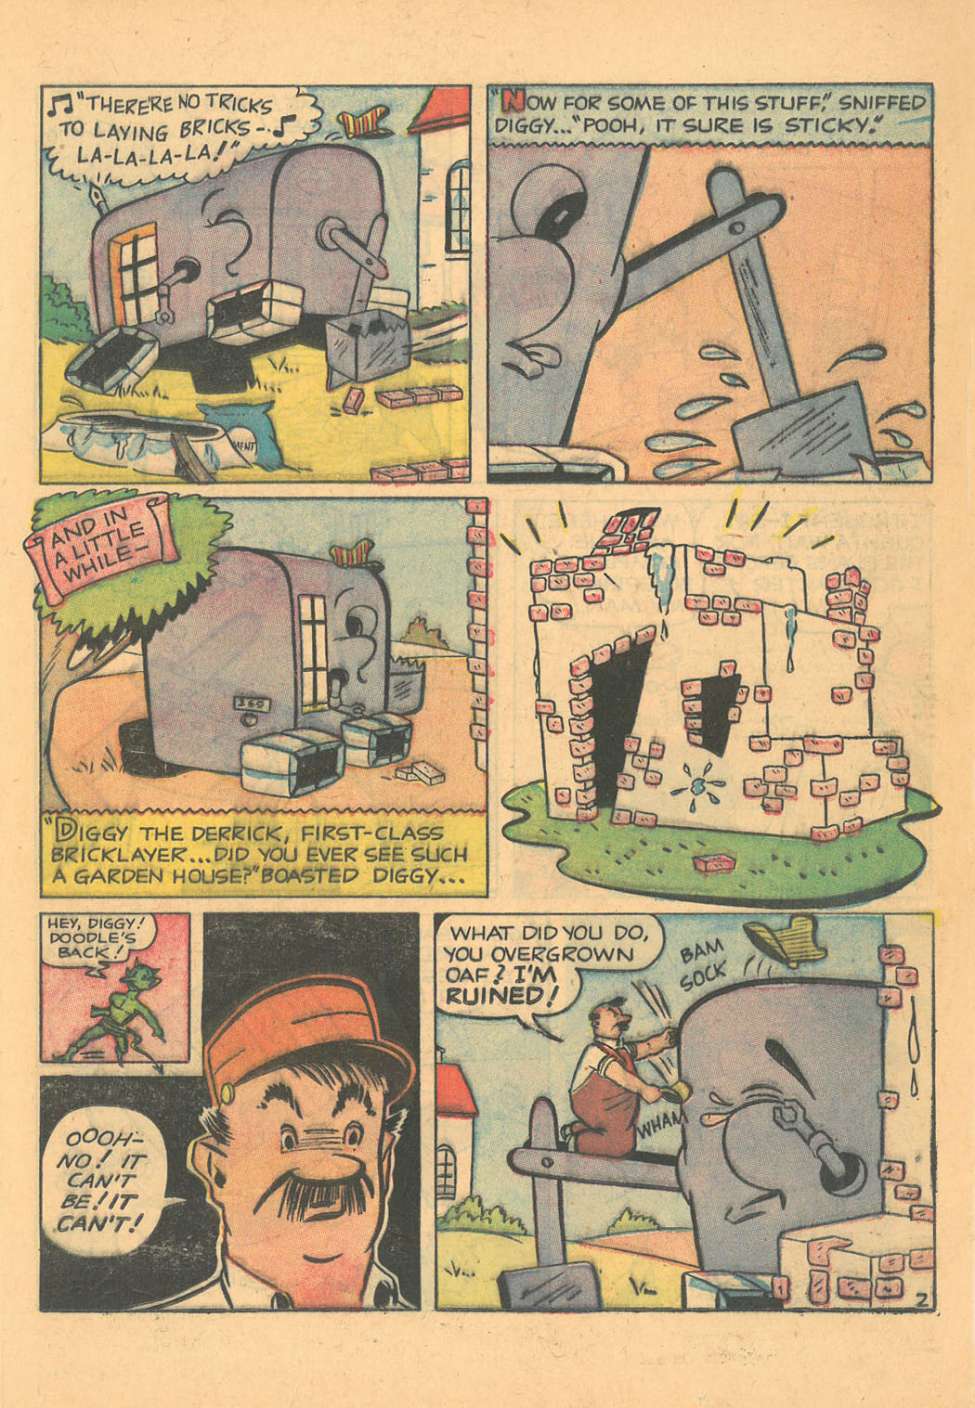 "THERE'RE NO TRICKS
TO LAYING BRICKS--
LA-LA-LA-LA!"
MENT
"NOW FOR SOME OF THIS STUFF," SNIFFED
DIGGY... "POOH, IT SURE IS STICKY."
AND IN
A LITTLE
WHILE-
360
"DIGGY THE DERRICK, FIRST-CLASS
BRICKLAYER... DID YOU EVER SEE SUCH
A GARDEN HOUSE?" BOASTED DIGGY...
HEY, DIGGY!
DOODLE'S
BACK!
OOOH-
NO! IT
CAN'T
BE! IT
CAN'T!
WHAT DID YOU DO,
YOU OVERGROWN
OAF? I'M
RUINED!
BAM
SOCK
WHAM
2